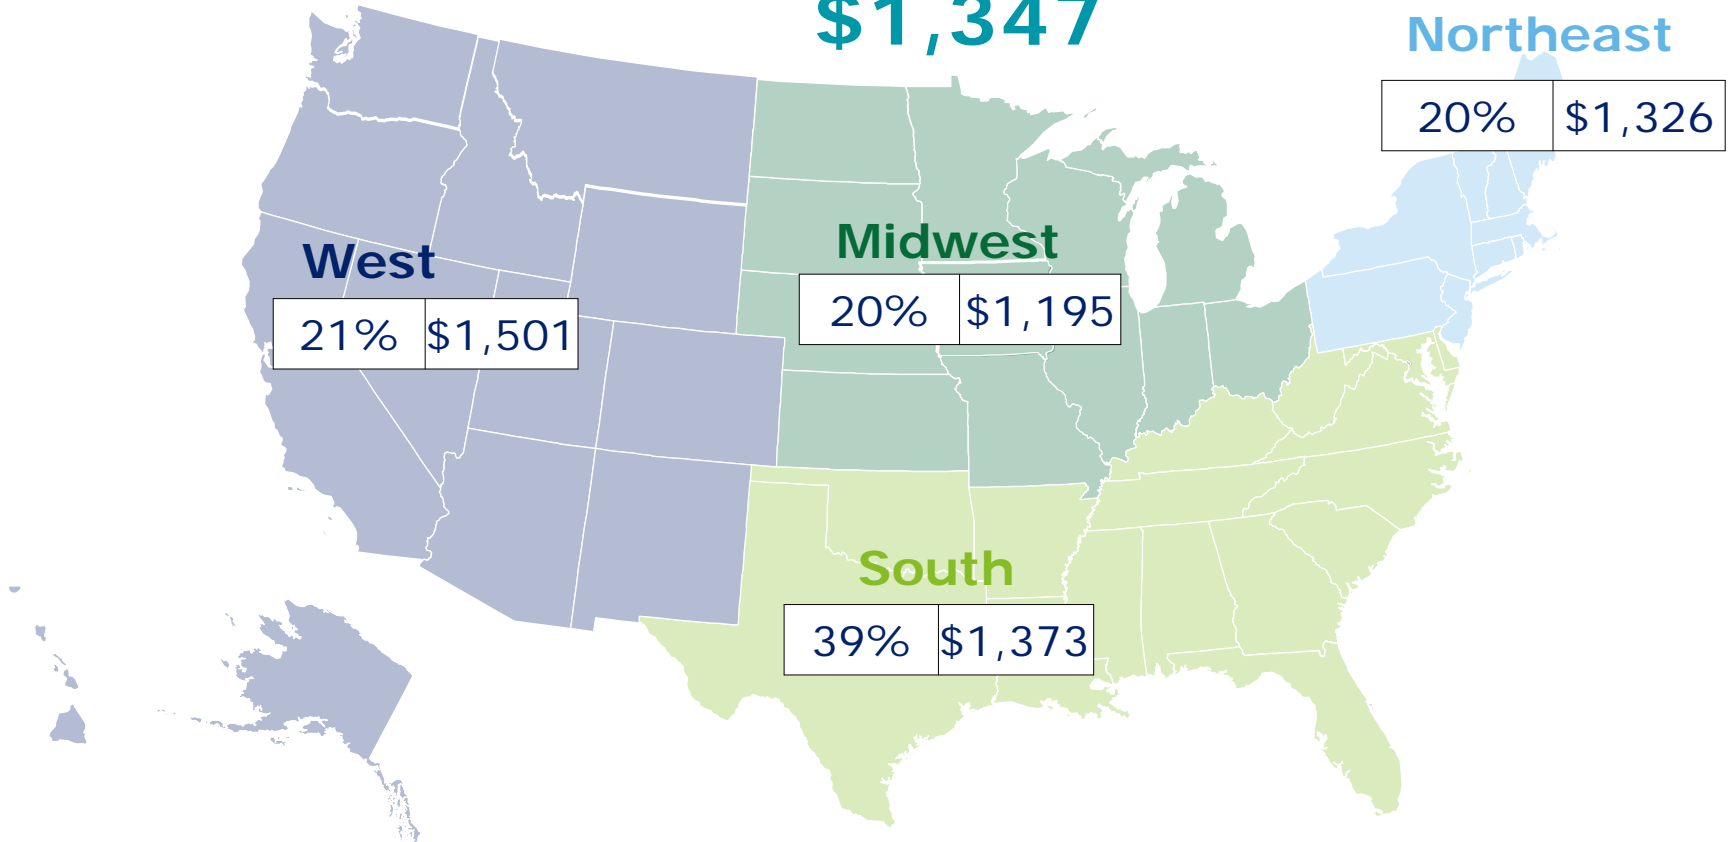 $1,347
Northeast
20% $1,326
Midwest
20% $1,195
West
21% $1,501
South
39% $1,373